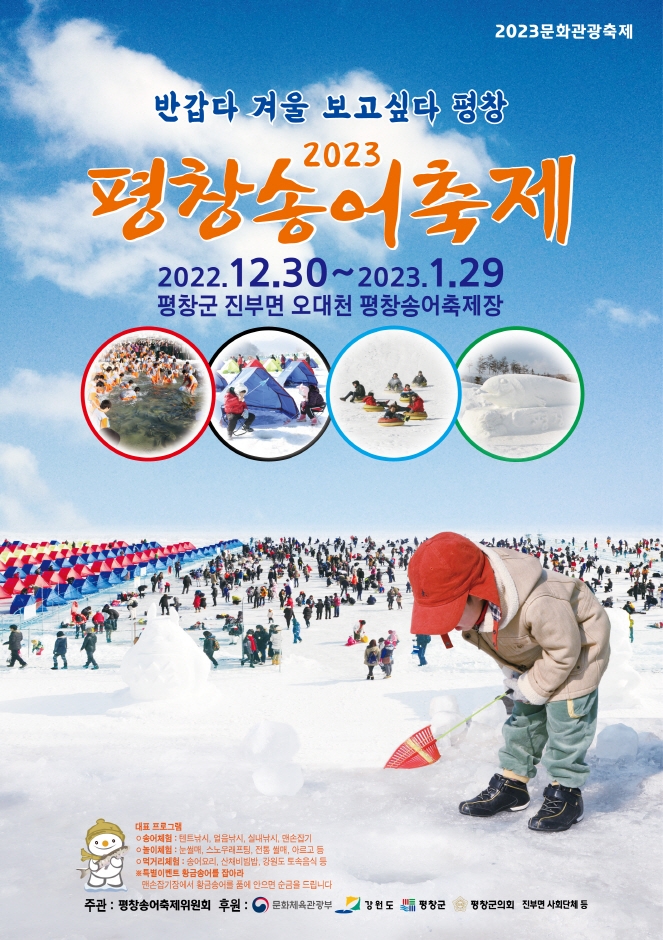 2023문화관광축제
반갑다 겨울 보고싶다 평창
2023
평창송어축제
2022.12.30~2023.1.29
평창군 진부면 오대천 평창송어축제장
대표 프로그램
○송어체험 : 텐트낚시, 얼음낚시, 실내낚시, 맨손잡기
○놀이체험 : 눈썰매, 스노우래프팅, 전통 썰매, 아르고 등
○먹거리체험 : 송어요리, 산채비빔밥, 강원도 토속음식 등
※특별이벤트 황금송어를 잡아라
맨손잡기장에서 황금송어를 품에 안으면 순금을 드립니다
주관 : 평창송어축제위원회 후원 : 문화체육관광부 강원도 평창군 평창군의회 진부면 사회단체 등